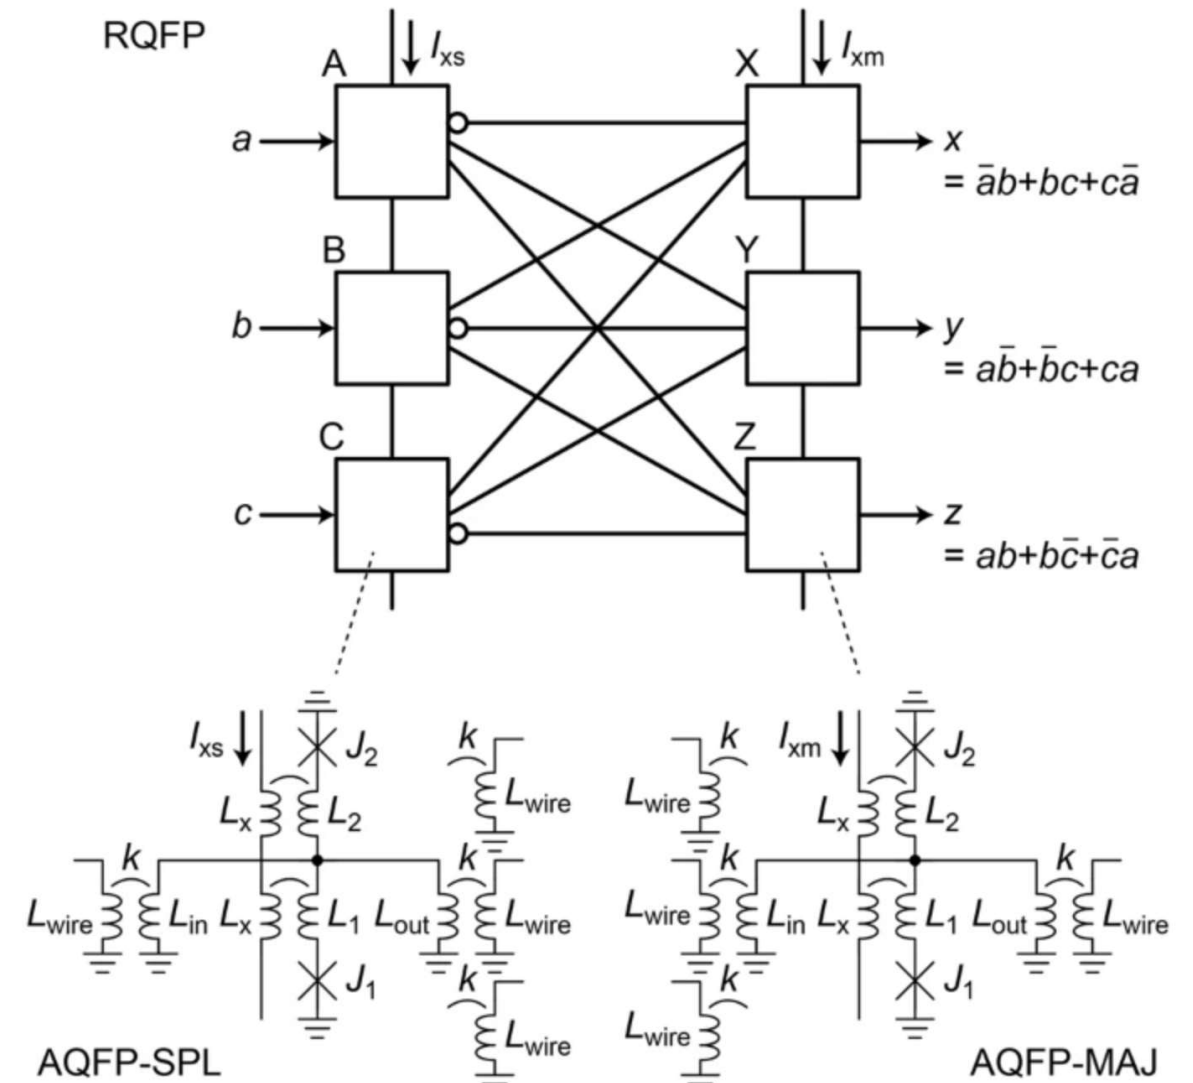 RQFP
A
I_xs
X
I_xm
a
x
= āb+bc+cā
B
Y
b
y
= ab̄+b̄c+ca
C
Z
c
z
= ab+bc̄+c̄a
I_xs
J_2
k
k
I_xm
J_2
L_x
L_2
L_wire
L_wire
L_x
L_2
k
k
k
k
L_wire
L_in
L_x
L_1
L_out
L_wire
L_wire
L_in
L_x
L_1
L_out
L_wire
J_1
k
k
J_1
L_wire
L_wire
AQFP-SPL
AQFP-MAJ